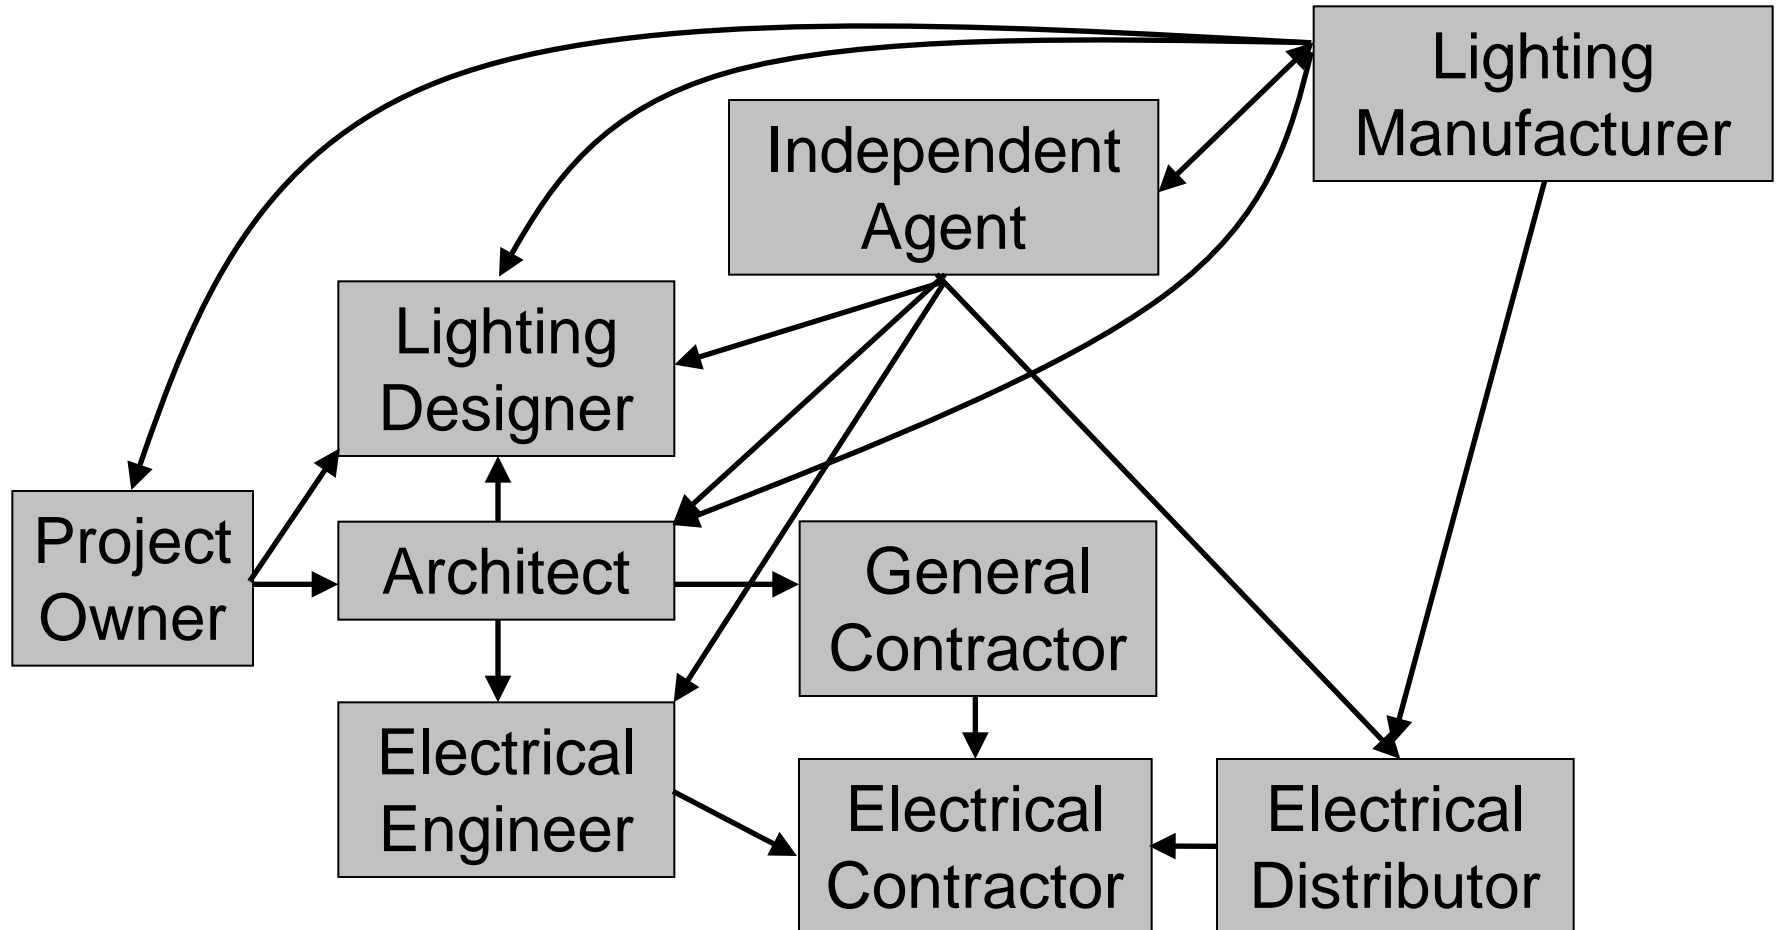 Lighting
Manufacturer
Independent
Agent
Lighting
Designer
Project
Owner
Architect
General
Contractor
Electrical
Engineer
Electrical
Contractor
Electrical
Distributor